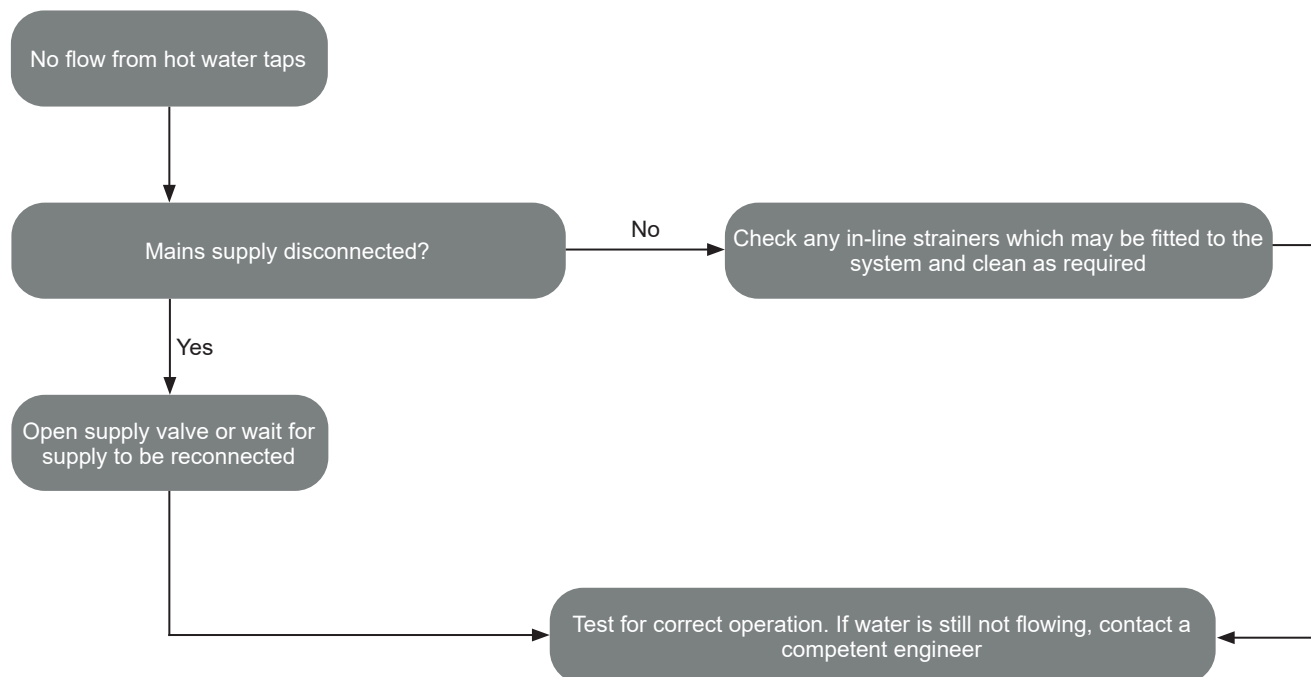 No flow from hot water taps
Mains supply disconnected?
No
Check any in-line strainers which may be fitted to the
system and clean as required
Yes
Open supply valve or wait for
supply to be reconnected
Test for correct operation. If water is still not flowing, contact a
competent engineer